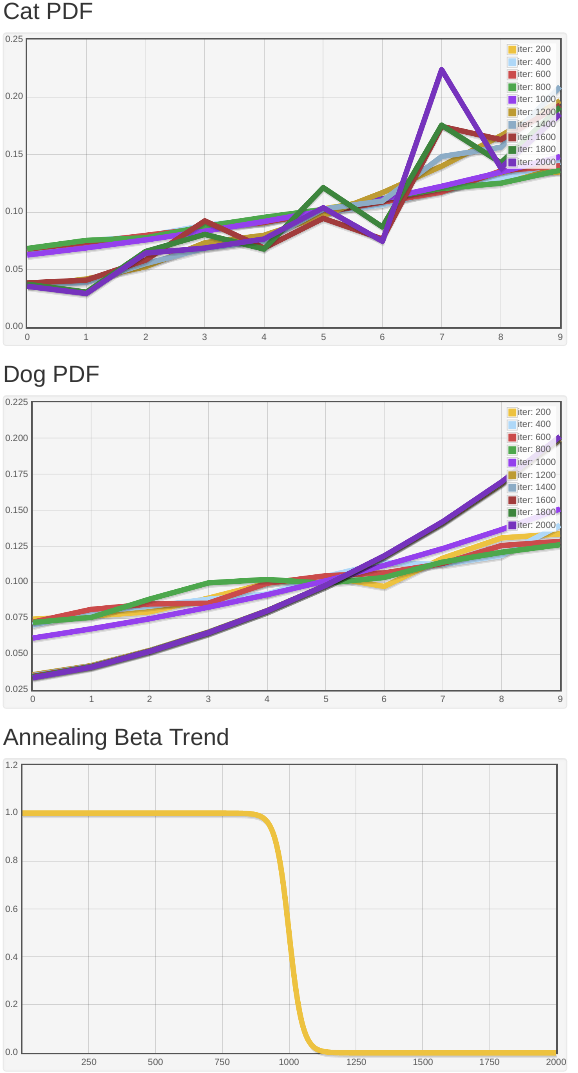 Cat PDF
0.25
0.20
0.15
0.10
0.05
0.00
0 1 2 3 4 5 6 7 8 9
iter: 200
iter: 400
iter: 600
iter: 800
iter: 1000
iter: 1200
iter: 1400
iter: 1600
iter: 1800
iter: 2000
Dog PDF
0.225
0.200
0.175
0.150
0.125
0.100
0.075
0.050
0.025
0 1 2 3 4 5 6 7 8 9
iter: 200
iter: 400
iter: 600
iter: 800
iter: 1000
iter: 1200
iter: 1400
iter: 1600
iter: 1800
iter: 2000
Annealing Beta Trend
1.2
1.0
0.8
0.6
0.4
0.2
0.0
250 500 750 1000 1250 1500 1750 2000